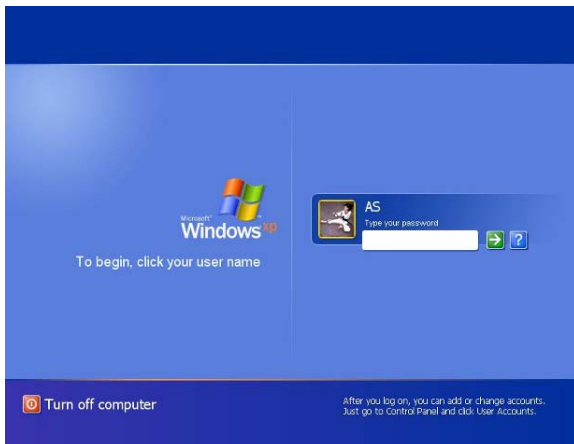 Microsoft®
Windows xp
To begin, click your user name
AS
Type your password
?
Turn off computer
After you log on, you can add or change accounts.
Just go to Control Panel and click User Accounts.